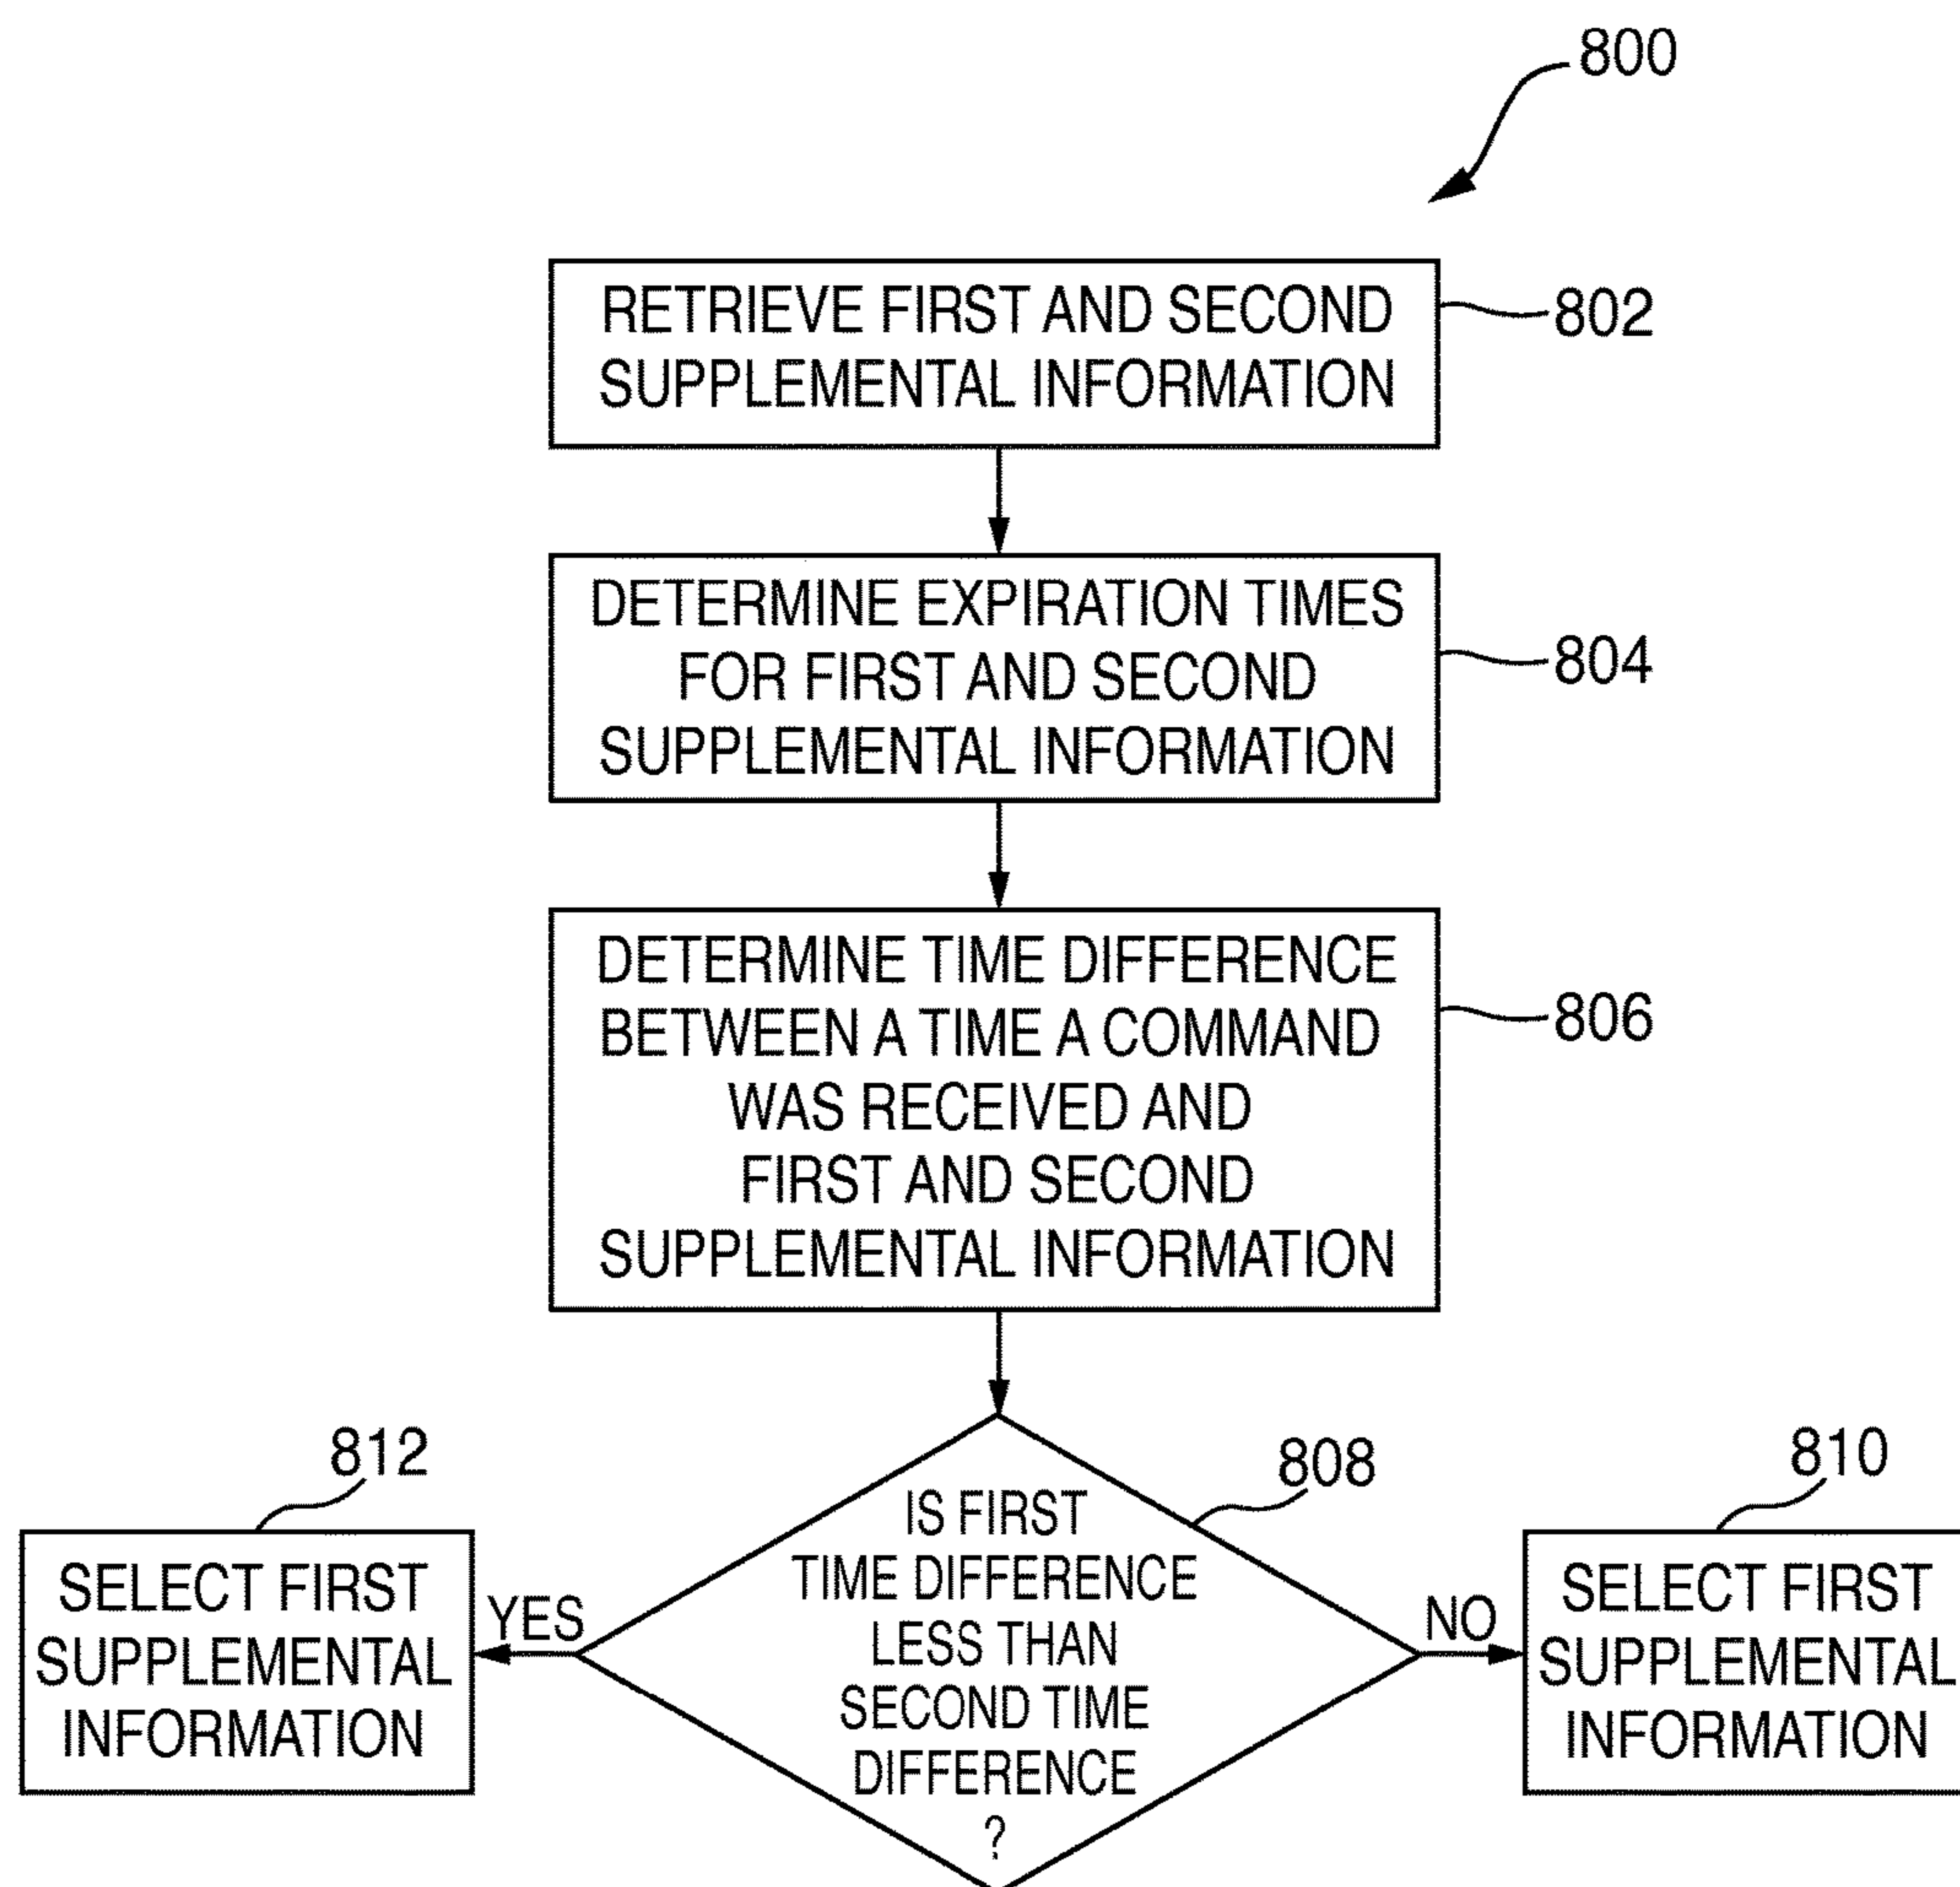 800
RETRIEVE FIRST AND SECOND
SUPPLEMENTAL INFORMATION
802
DETERMINE EXPIRATION TIMES
FOR FIRST AND SECOND
SUPPLEMENTAL INFORMATION
804
DETERMINE TIME DIFFERENCE
BETWEEN A TIME A COMMAND
WAS RECEIVED AND
FIRST AND SECOND
SUPPLEMENTAL INFORMATION
806
812
SELECT FIRST
SUPPLEMENTAL
INFORMATION
YES
808
IS FIRST
TIME DIFFERENCE
LESS THAN
SECOND TIME
DIFFERENCE
?
NO
810
SELECT FIRST
SUPPLEMENTAL
INFORMATION